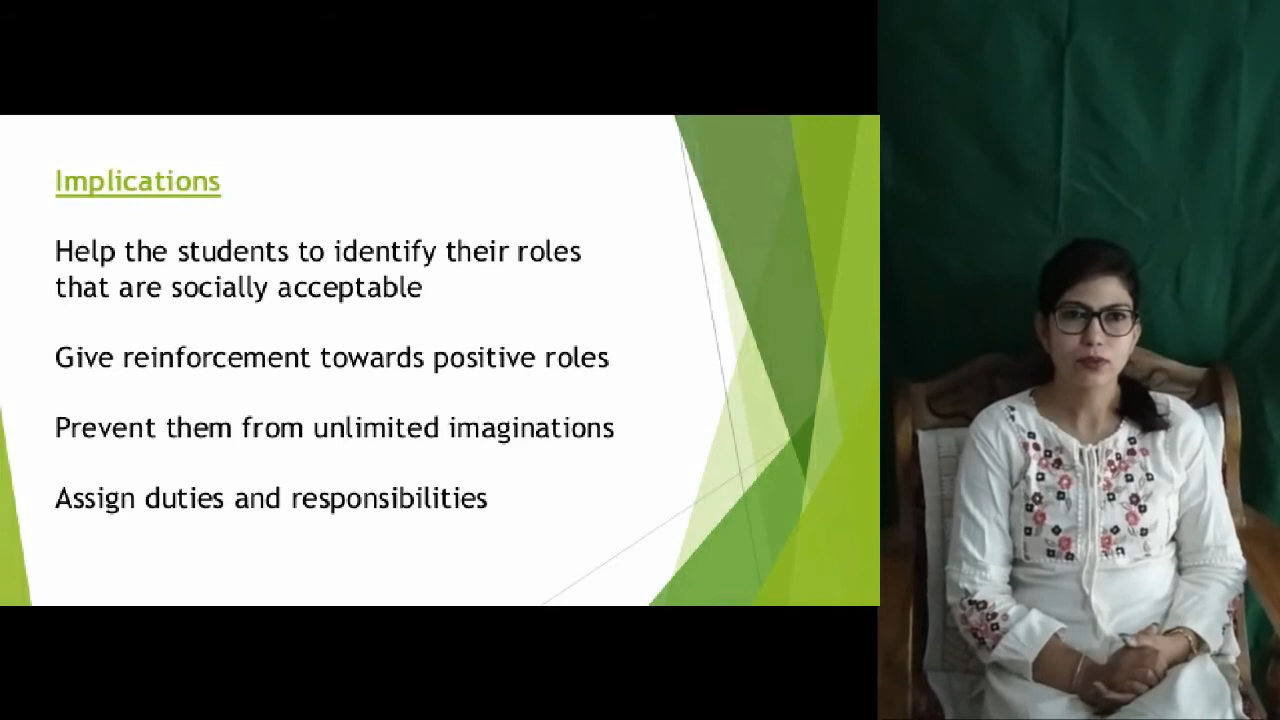 Implications
Help the students to identify their roles
that are socially acceptable
Give reinforcement towards positive roles
Prevent them from unlimited imaginations
Assign duties and responsibilities